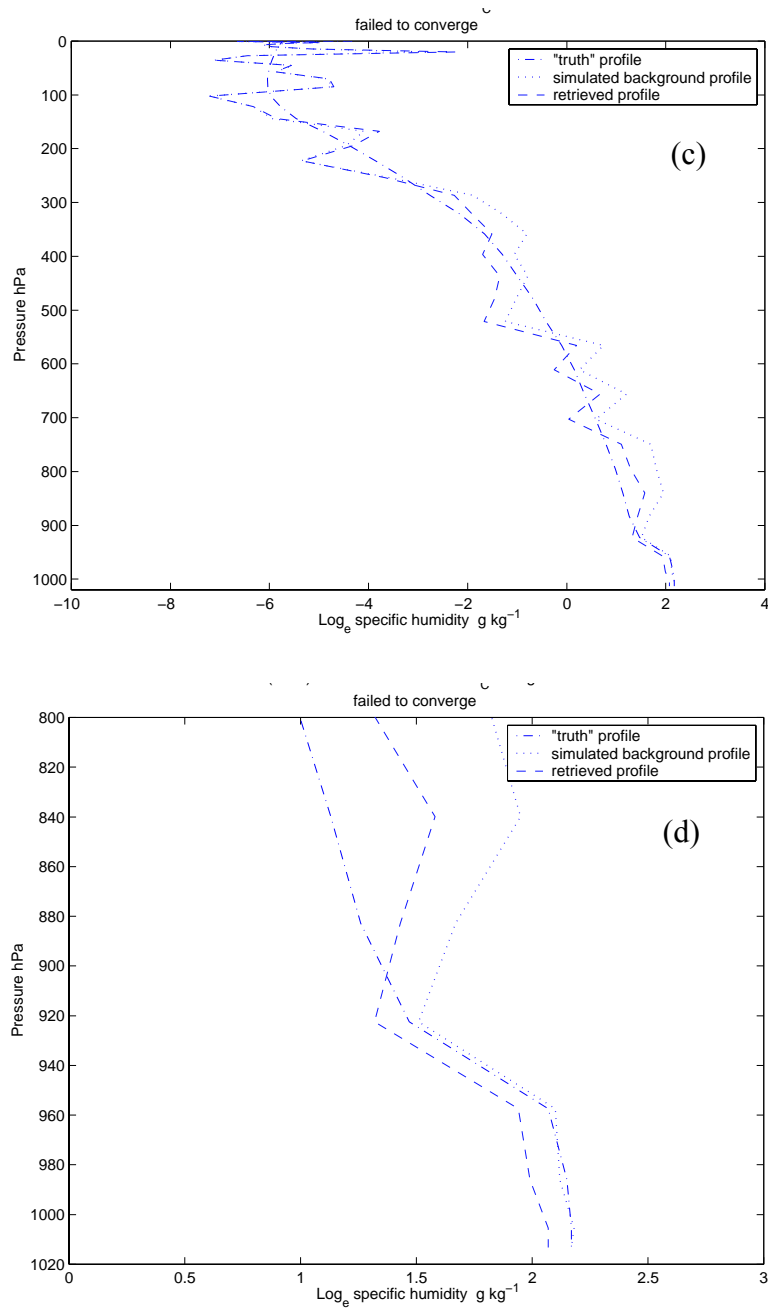 failed to converge
0
100
200
300
400
500
600
700
800
900
1000
Pressure hPa
"truth" profile
simulated background profile
retrieved profile
(c)
−10 −8 −6 −4 −2 0 2 4
Logₑ specific humidity g kg⁻¹
failed to converge
800
820
840
860
880
900
920
940
960
980
1000
1020
Pressure hPa
"truth" profile
simulated background profile
retrieved profile
(d)
0 0.5 1 1.5 2 2.5 3
Logₑ specific humidity g kg⁻¹